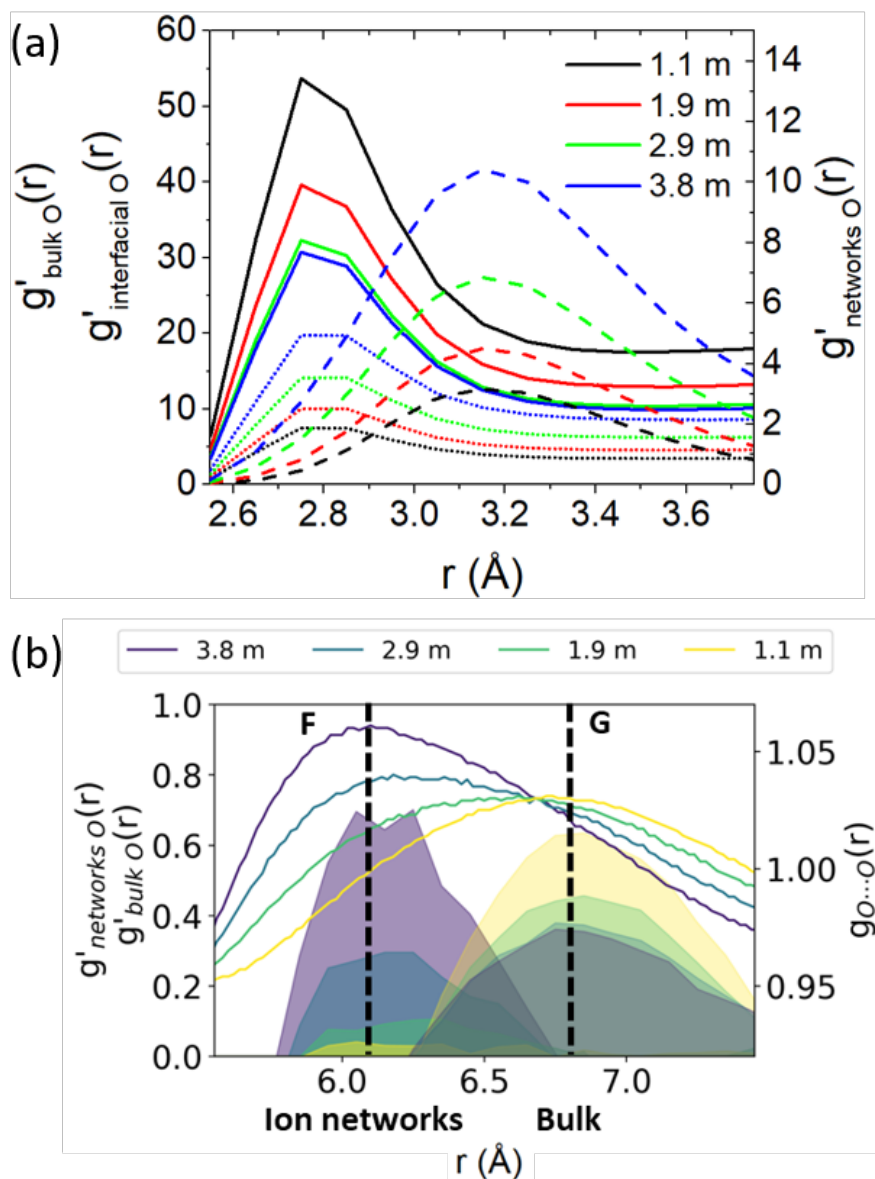 (a)
60
50
40
30
20
10
0
g'bulk O(r)
g'interfacial O(r)
1.1 m
1.9 m
2.9 m
3.8 m
14
12
10
8
6
4
2
0
g'networks O(r)
2.6 2.8 3.0 3.2 3.4 3.6
r (Å)
(b)
3.8 m 2.9 m 1.9 m 1.1 m
F G
1.0
0.8
0.6
0.4
0.2
0.0
g'networks O(r)
g'bulk O(r)
1.05
1.00
0.95
gO···O(r)
6.0 6.5 7.0
Ion networks Bulk
r (Å)